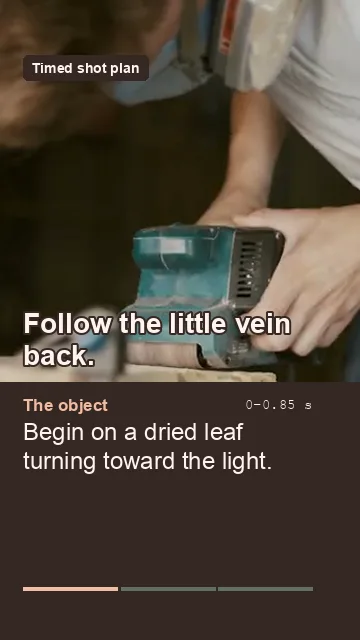 Timed shot plan
Follow the little vein
back.
The object
0–0.85 s
Begin on a dried leaf
turning toward the light.